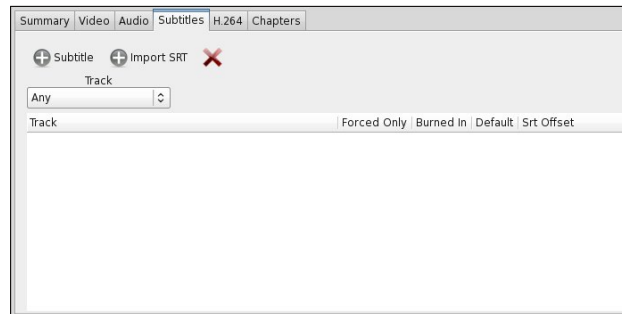 Summary Video Audio Subtitles H.264 Chapters
Subtitle Import SRT
Track
Any
Track Forced Only Burned In Default Srt Offset